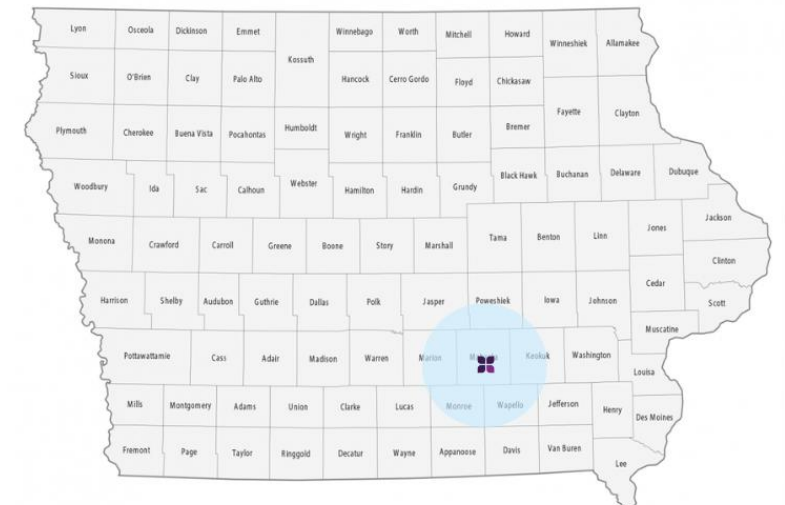 Lyon Osceola Dickinson Emmet Kossuth Winnebago Worth Mitchell Howard Winneshiek Allamakee
Sioux O'Brien Clay Palo Alto Hancock Cerro Gordo Floyd Chickasaw
Plymouth Cherokee Buena Vista Pocahontas Humboldt Wright Franklin Butler Bremer Fayette Clayton
Woodbury Ida Sac Calhoun Webster Hamilton Hardin Grundy Black Hawk Buchanan Delaware Dubuque
Monona Crawford Carroll Greene Boone Story Marshall Tama Benton Linn Jones Jackson
Clinton
Harrison Shelby Audubon Guthrie Dallas Polk Jasper Poweshiek Iowa Johnson Cedar Scott
Muscatine
Pottawattamie Cass Adair Madison Warren Marion Keokuk Washington Louisa
Mills Montgomery Adams Union Clarke Lucas Monroe Wapello Jefferson Henry Des Moines
Fremont Page Taylor Ringgold Decatur Wayne Appanoose Davis Van Buren Lee